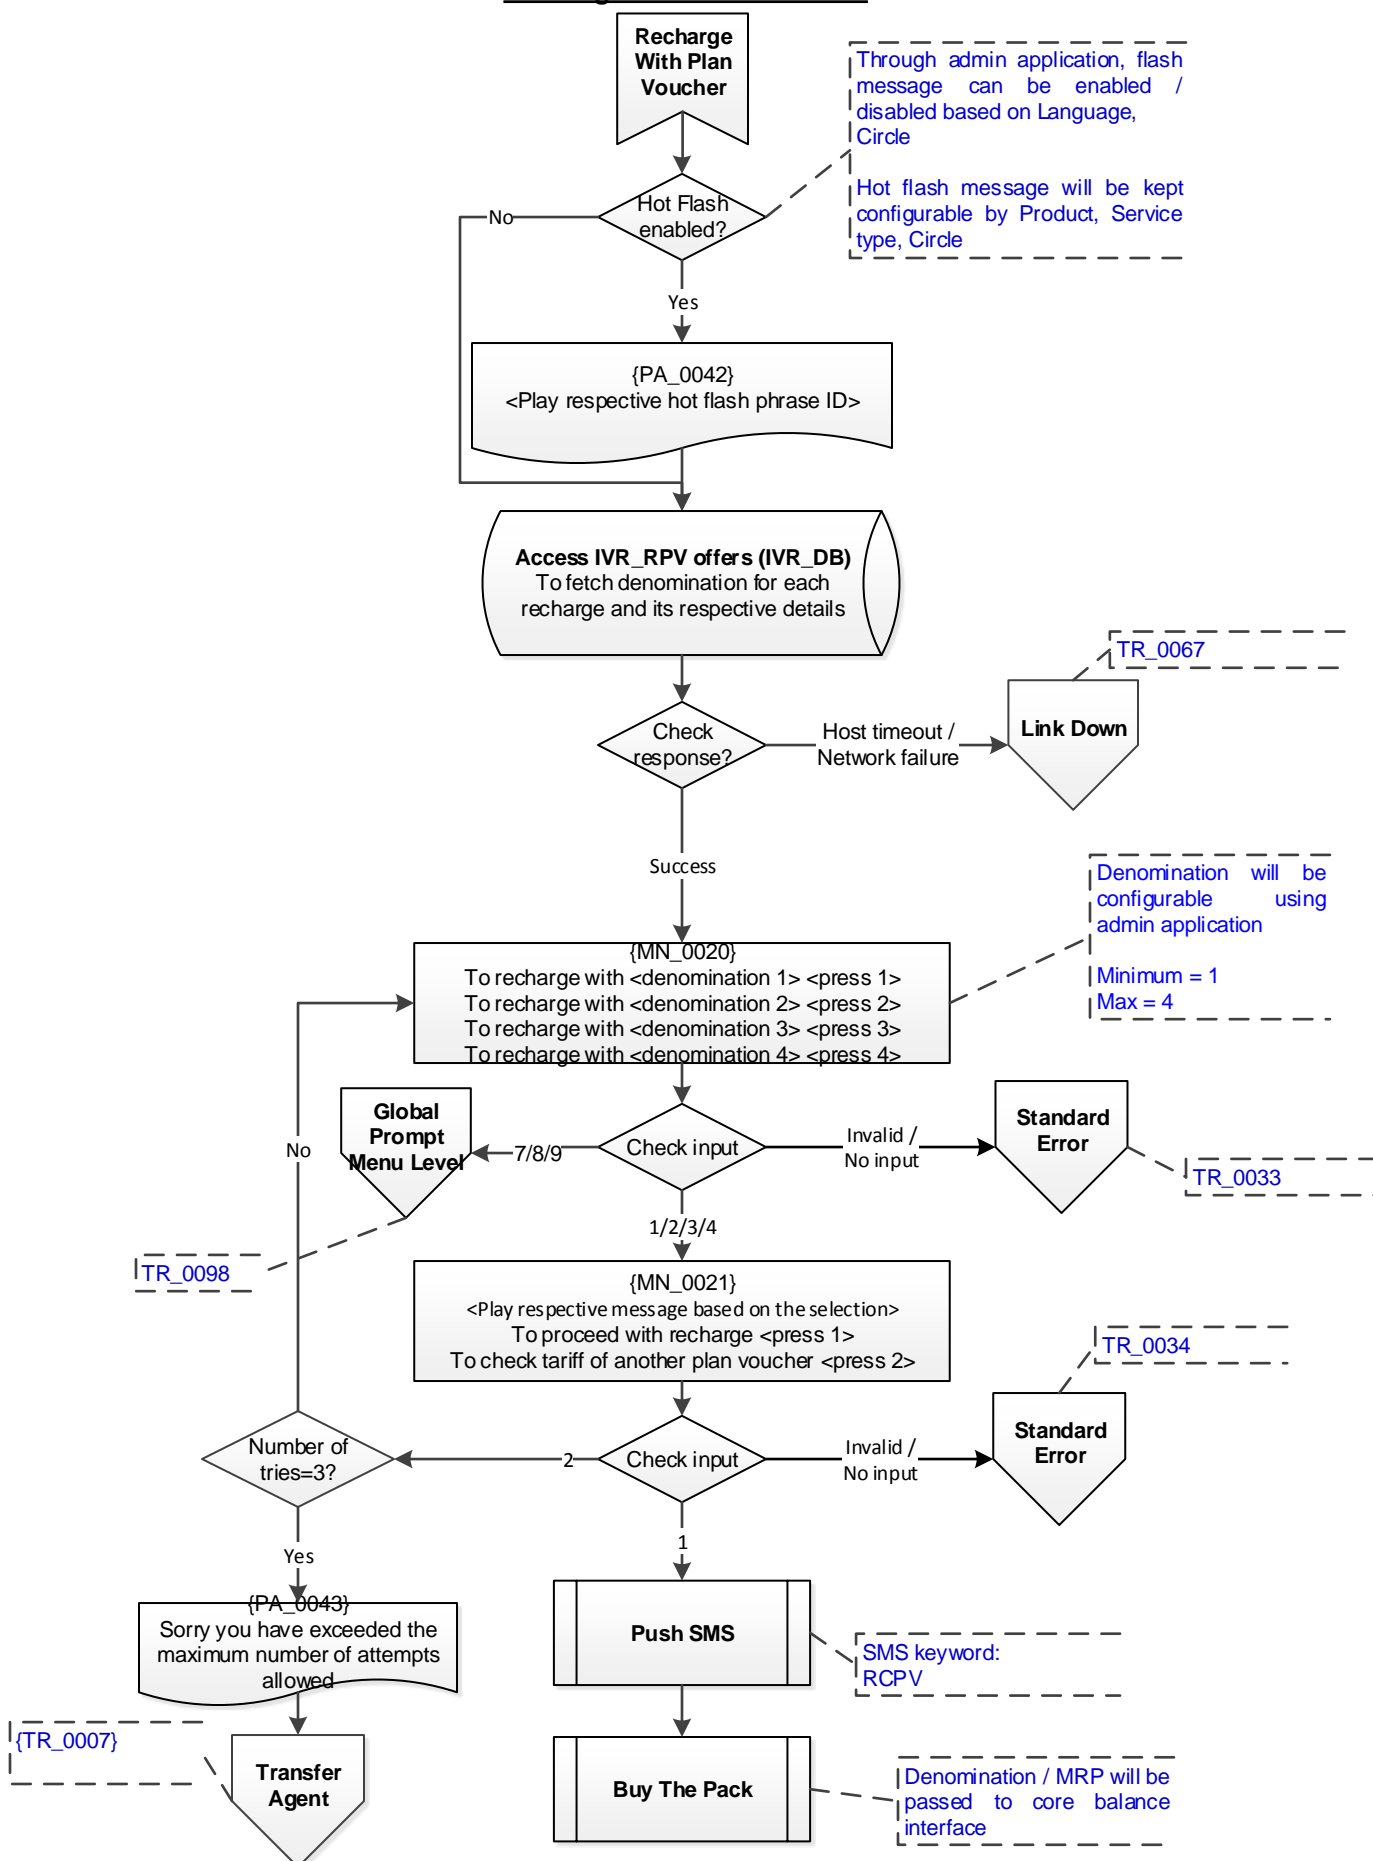 Recharge
With Plan
Voucher
Through admin application, flash
message can be enabled /
disabled based on Language,
Circle
Hot flash message will be kept
configurable by Product, Service
type, Circle
Hot Flash
enabled?
No
Yes
{PA_0042}
<Play respective hot flash phrase ID>
Access IVR_RPV offers (IVR_DB)
To fetch denomination for each
recharge and its respective details
TR_0067
Link Down
Check
response?
Host timeout /
Network failure
Success
Denomination will be
configurable using
admin application
Minimum = 1
Max = 4
{MN_0020}
To recharge with <denomination 1> <press 1>
To recharge with <denomination 2> <press 2>
To recharge with <denomination 3> <press 3>
To recharge with <denomination 4> <press 4>
Global
Prompt
Menu Level
No
7/8/9
Check input
Invalid /
No input
Standard
Error
TR_0033
1/2/3/4
TR_0098
{MN_0021}
<Play respective message based on the selection>
To proceed with recharge <press 1>
To check tariff of another plan voucher <press 2>
TR_0034
Number of
tries=3?
2
Check input
Invalid /
No input
Standard
Error
1
Yes
{PA_0043}
Sorry you have exceeded the
maximum number of attempts
allowed
Push SMS
SMS keyword:
RCPV
{TR_0007}
Transfer
Agent
Buy The Pack
Denomination / MRP will be
passed to core balance
interface